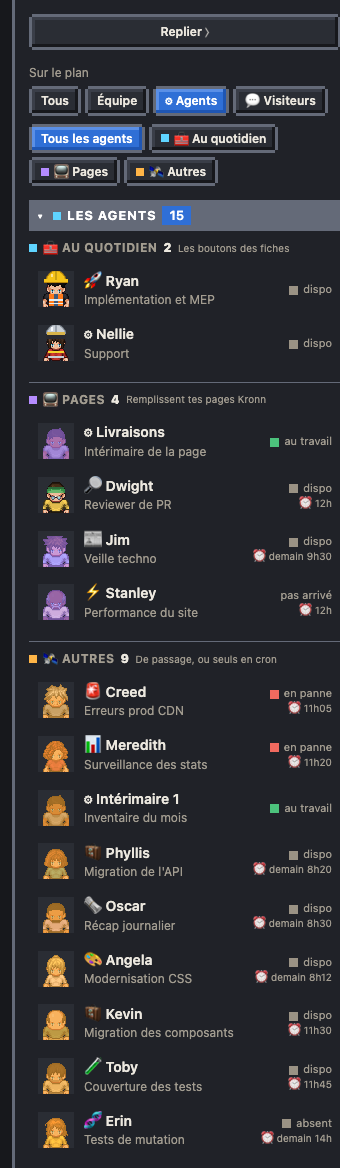 Replier ⟩
Sur le plan
Tous Équipe ⚙ Agents 💬 Visiteurs
Tous les agents 🧰 Au quotidien
Pages Autres
▾ LES AGENTS 15
AU QUOTIDIEN 2 Les boutons des fiches
🚀 Ryan
dispo
Implémentation et MEP
⚙ Nellie
dispo
Support
PAGES 4 Remplissent tes pages Kronn
⚙ Livraisons
au travail
Intérimaire de la page
Dwight
dispo
Reviewer de PR
12h
Jim
dispo
Veille techno
demain 9h30
Stanley
pas arrivé
Performance du site
12h
AUTRES 9 De passage, ou seuls en cron
Creed
en panne
Erreurs prod CDN
11h05
Meredith
en panne
Surveillance des stats
11h20
⚙ Intérimaire 1
au travail
Inventaire du mois
Phyllis
dispo
Migration de l'API
demain 8h20
Oscar
dispo
Récap journalier
demain 8h30
Angela
dispo
Modernisation CSS
demain 8h12
Kevin
dispo
Migration des composants
11h30
Toby
dispo
Couverture des tests
11h45
Erin
absent
Tests de mutation
demain 14h